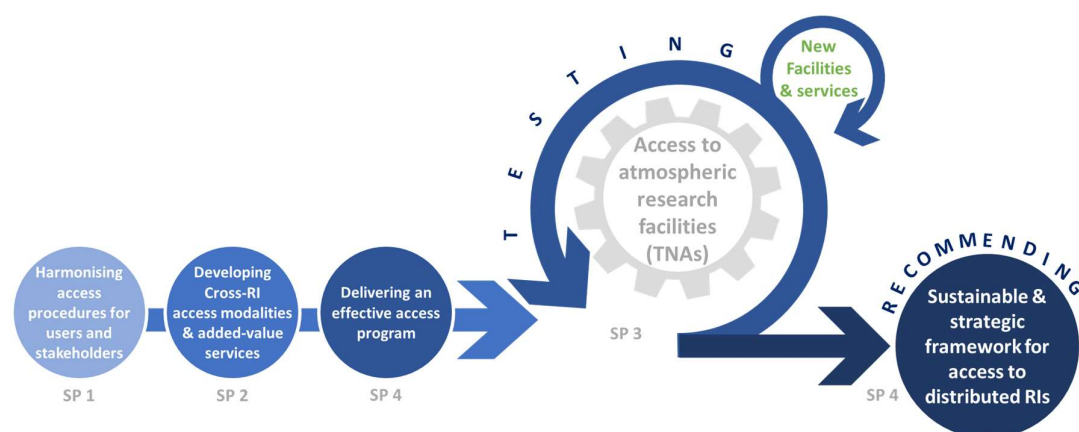 TESTING
New
Facilities
& services
Access to
atmospheric
research
facilities
(TNAs)
SP 3
Harmonising
access
procedures for
users and
stakeholders
SP 1
Developing
Cross-RI
access modalities
& added-value
services
SP 2
Delivering an
effective access
program
SP 4
RECOMMENDING
Sustainable &
strategic
framework for
access to
distributed RIs
SP 4